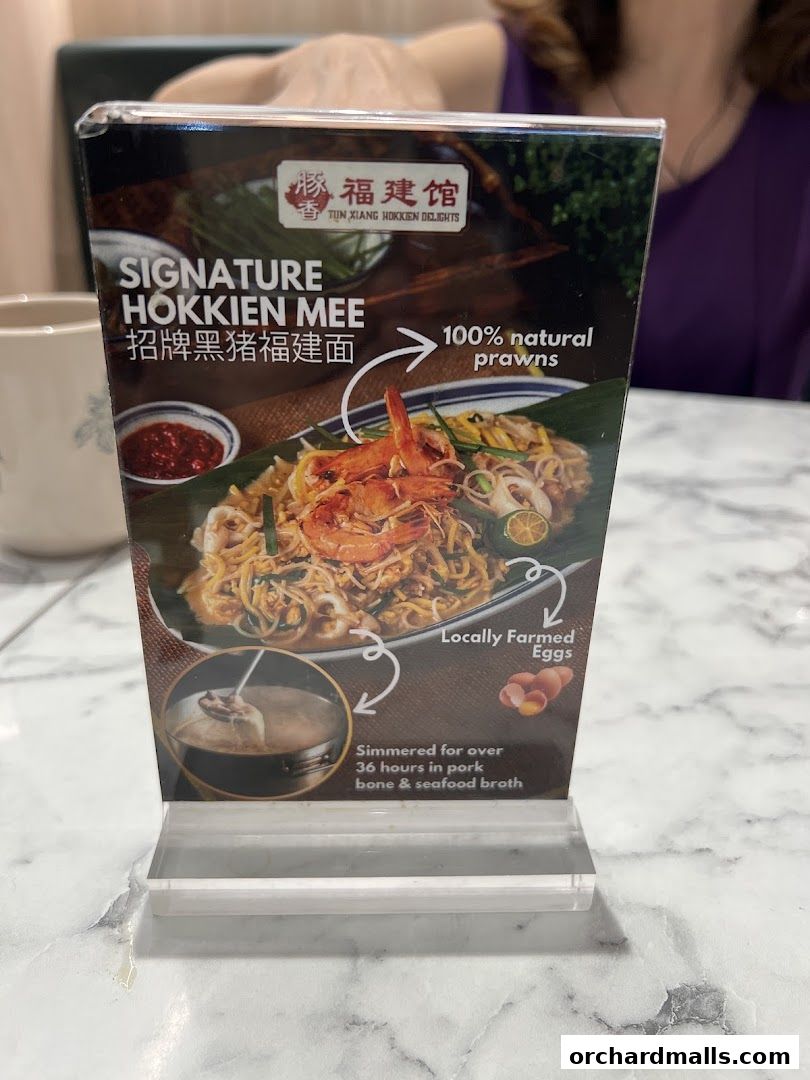 豚香
福建馆
TUN XIANG HOKKIEN DELIGHTS
SIGNATURE
HOKKIEN MEE
招牌黑猪福建面
100% natural
prawns
Locally Farmed
Eggs
Simmered for over
36 hours in pork
bone & seafood broth
orchardmalls.com